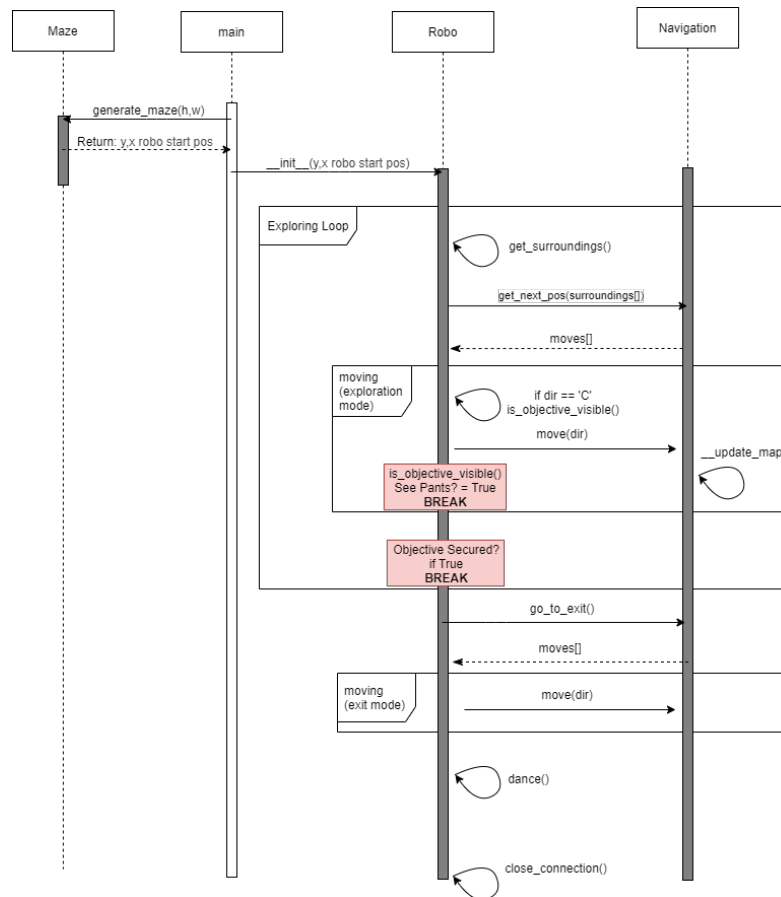 Maze
main
Robo
Navigation
generate_maze(h,w)
Return: y,x robo start pos
__init__(y,x robo start pos)
Exploring Loop
get_surroundings()
get_next_pos(surroundings[])
moves[]
moving
(exploration
mode)
if dir == 'C'
is_objective_visible()
move(dir)
__update_map
is_objective_visible()
See Pants? = True
BREAK
Objective Secured?
if True
BREAK
go_to_exit()
moves[]
moving
(exit mode)
move(dir)
dance()
close_connection()